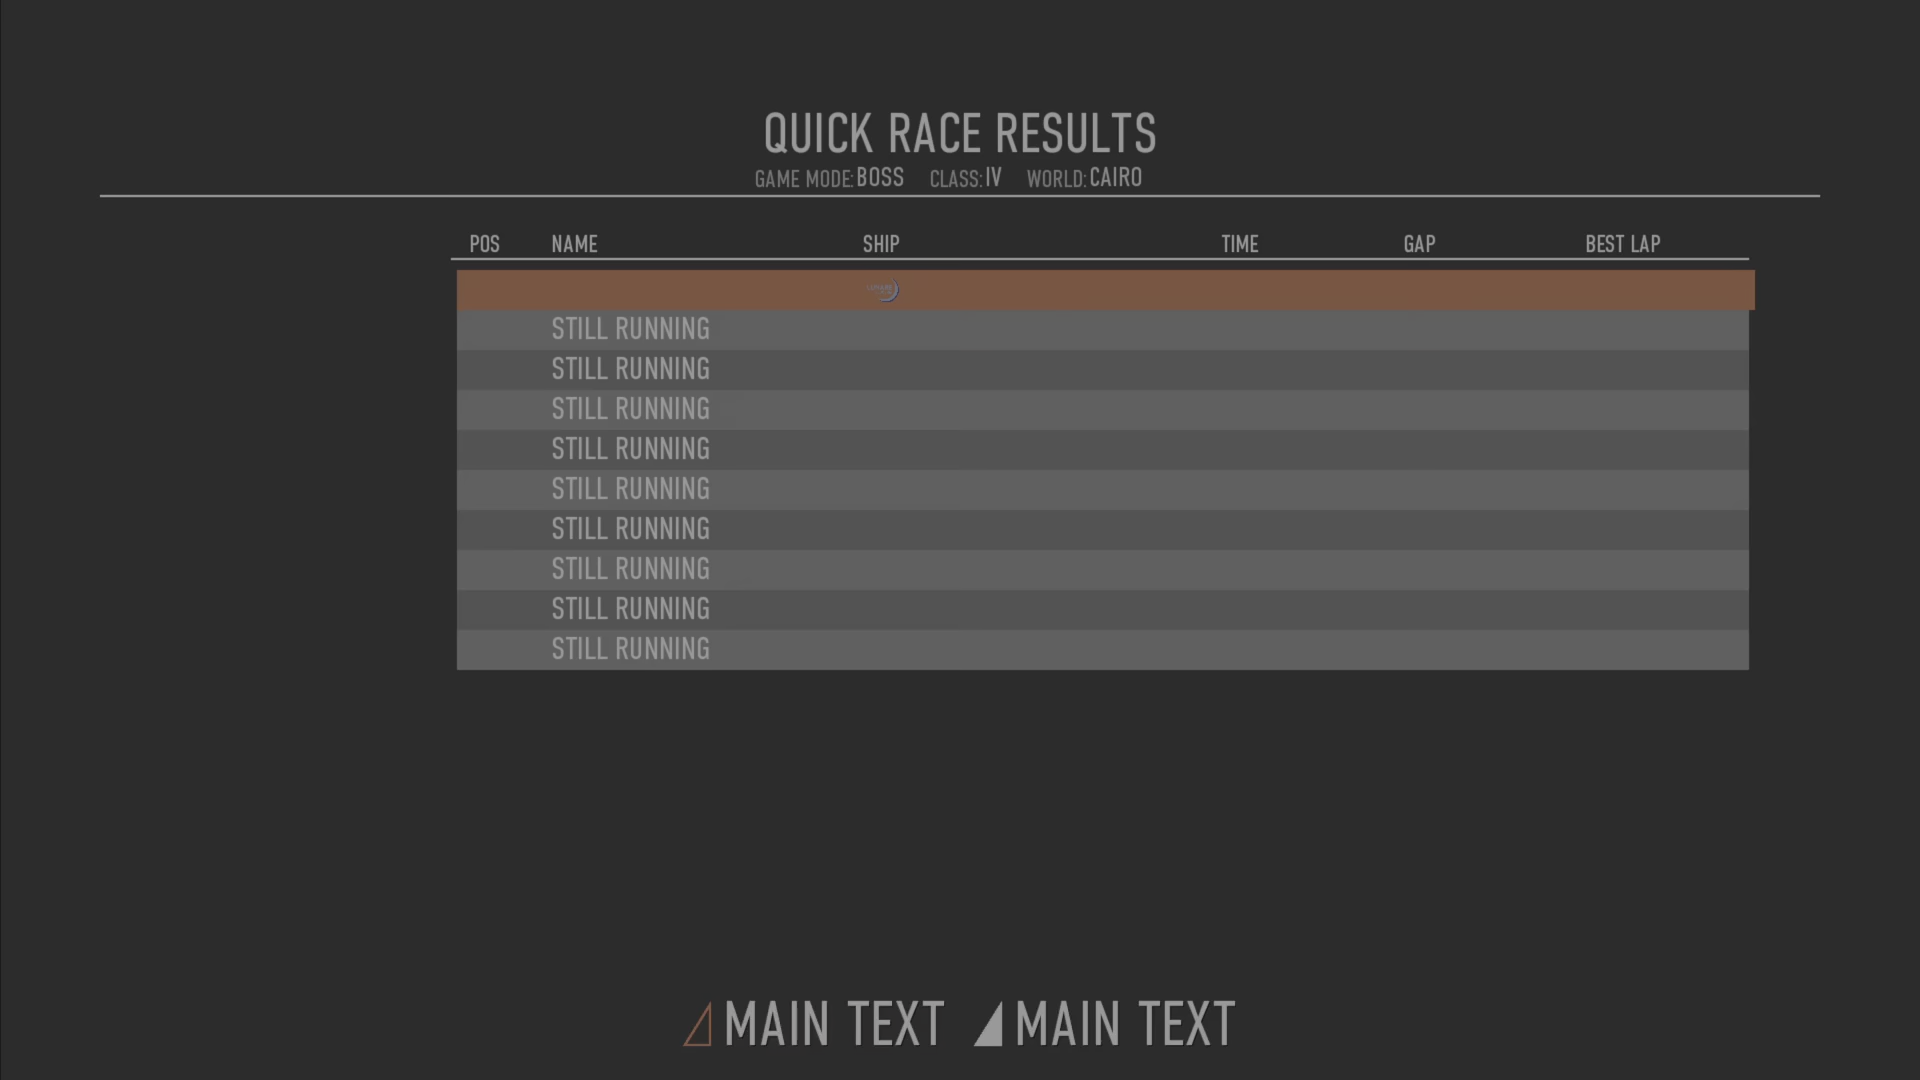 QUICK RACE RESULTS
GAME MODE: BOSS CLASS: IV WORLD: CAIRO
POS NAME SHIP TIME GAP BEST LAP
STILL RUNNING
STILL RUNNING
STILL RUNNING
STILL RUNNING
STILL RUNNING
STILL RUNNING
STILL RUNNING
STILL RUNNING
STILL RUNNING
MAIN TEXT MAIN TEXT